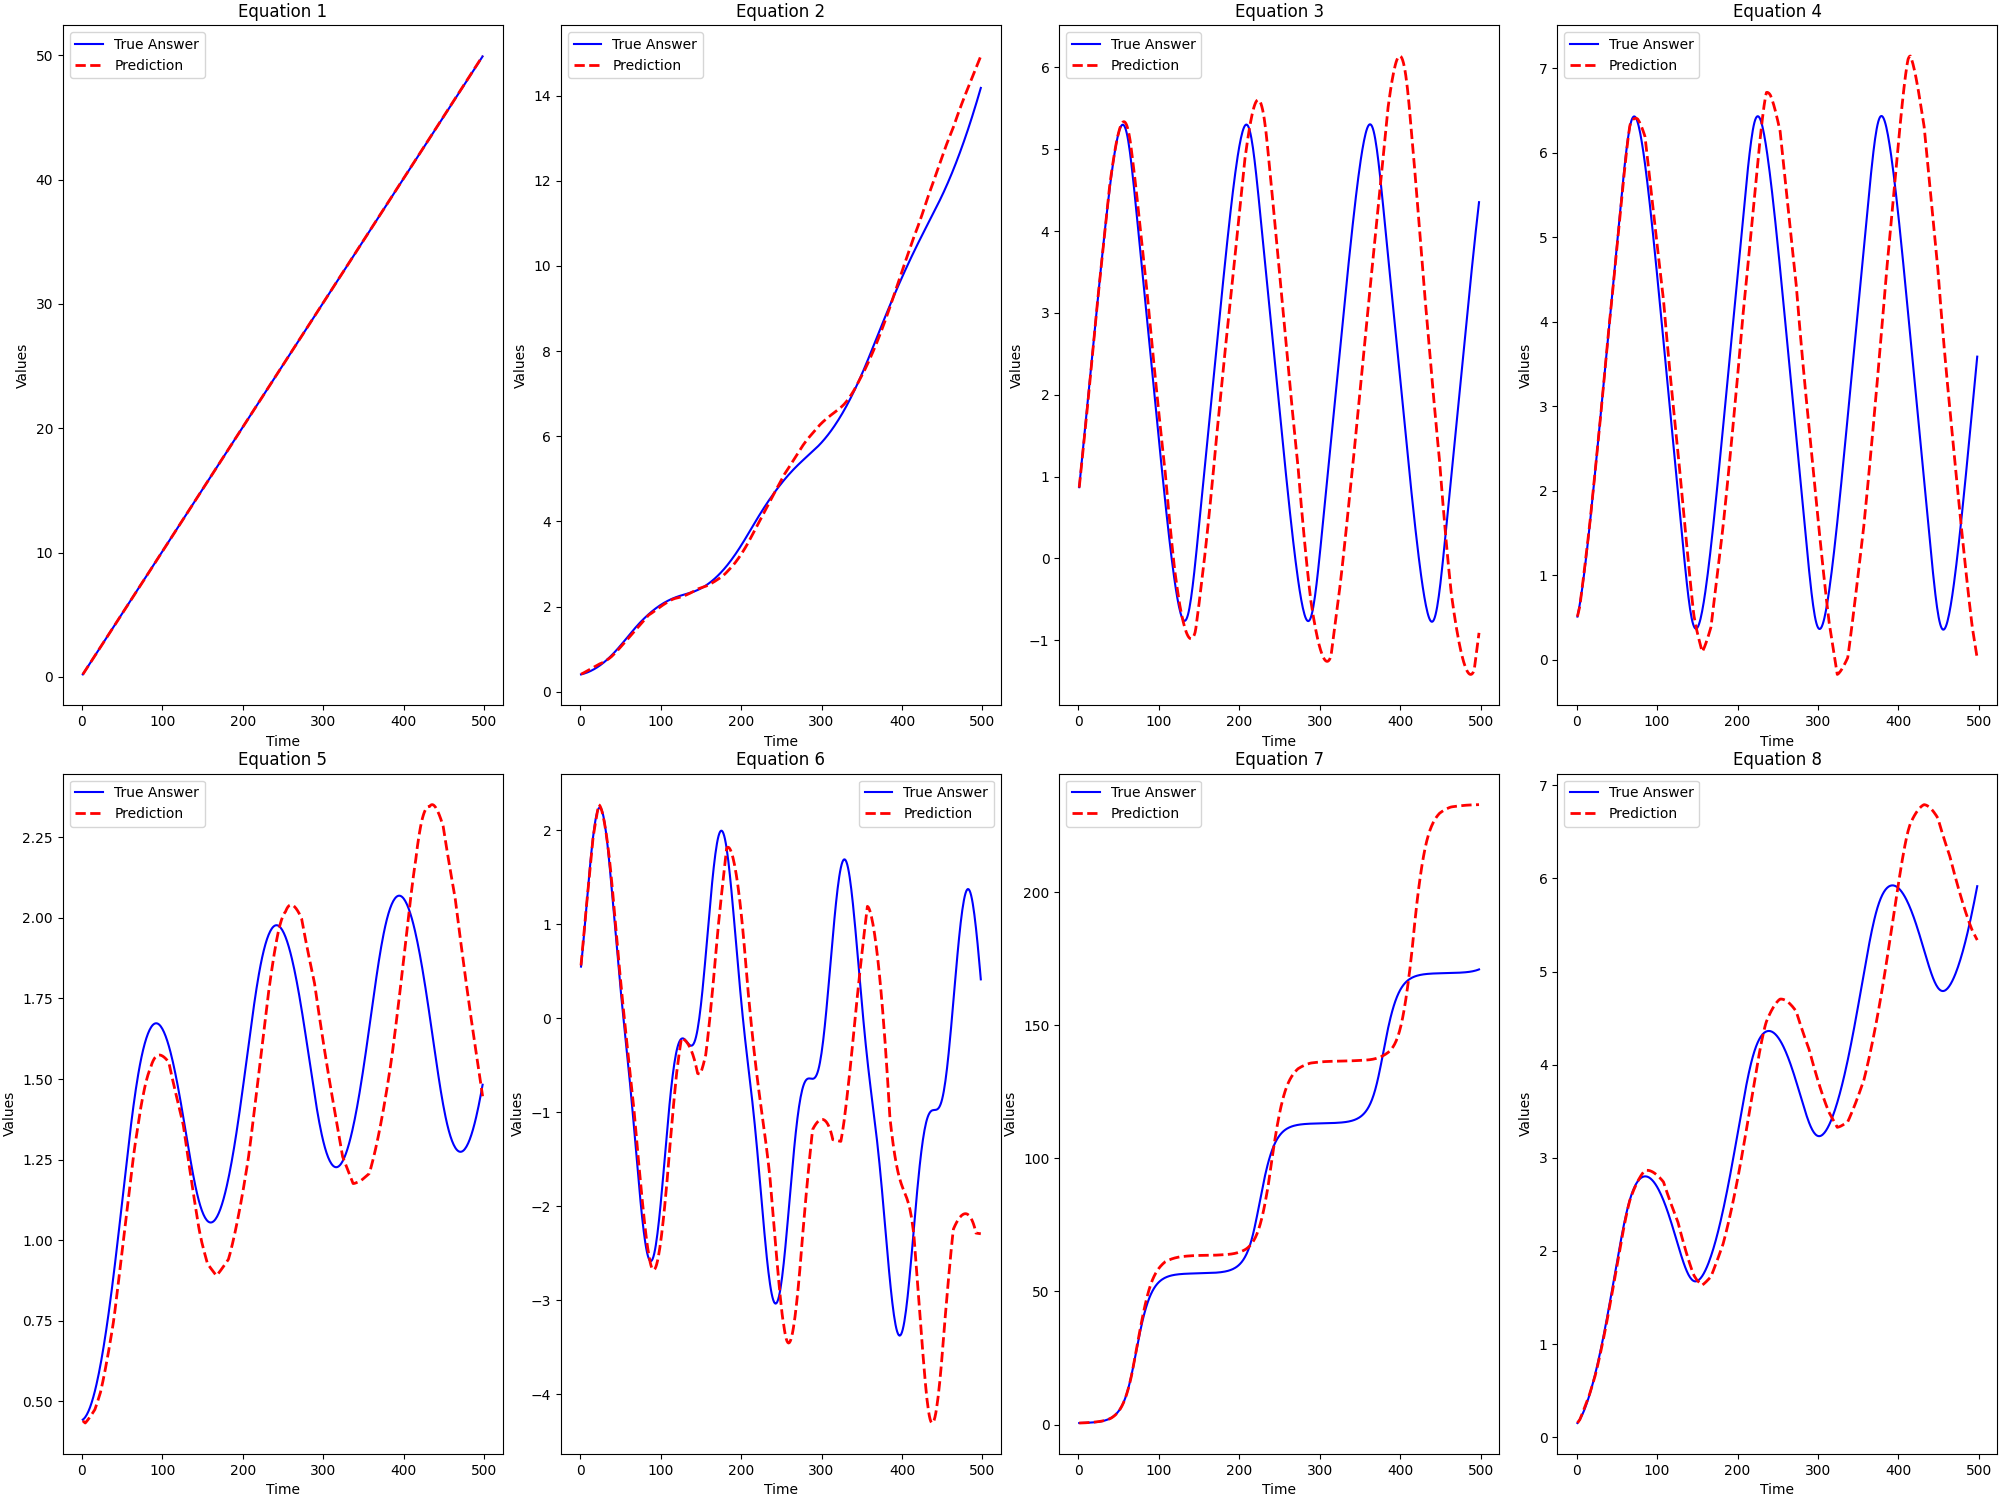 Equation 1
True Answer
Prediction
50
40
30
20
10
0
Values
0 100 200 300 400 500
Time
Equation 2
True Answer
Prediction
14
12
10
8
6
4
2
0
Values
0 100 200 300 400 500
Time
Equation 3
True Answer
Prediction
6
5
4
3
2
1
0
−1
Values
0 100 200 300 400 500
Time
Equation 4
True Answer
Prediction
7
6
5
4
3
2
1
0
Values
0 100 200 300 400 500
Time
Equation 5
True Answer
Prediction
2.25
2.00
1.75
1.50
1.25
1.00
0.75
0.50
Values
0 100 200 300 400 500
Time
Equation 6
True Answer
Prediction
2
1
0
−1
−2
−3
−4
Values
0 100 200 300 400 500
Time
Equation 7
True Answer
Prediction
200
150
100
50
0
Values
0 100 200 300 400 500
Time
Equation 8
True Answer
Prediction
7
6
5
4
3
2
1
0
Values
0 100 200 300 400 500
Time